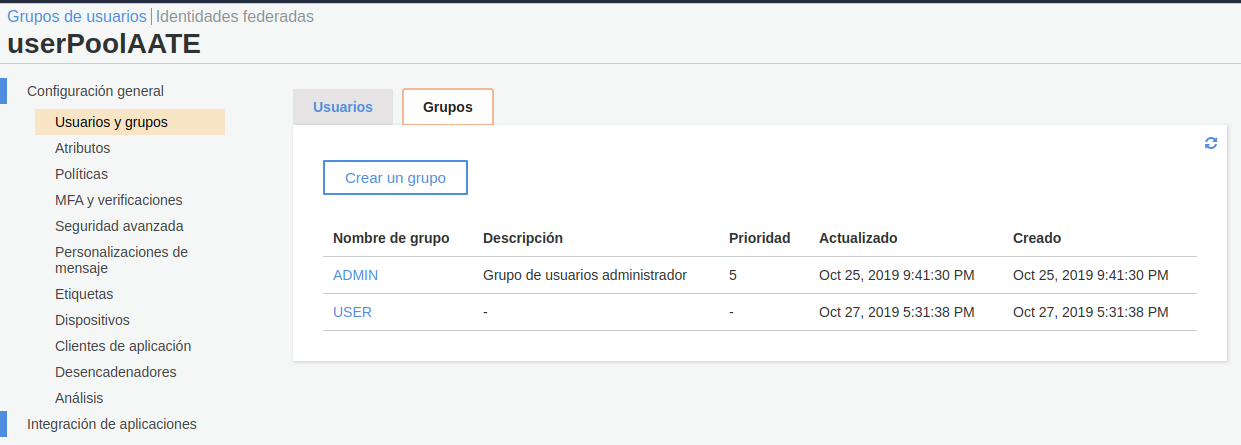 Grupos de usuarios | Identidades federadas
userPoolAATE
Configuración general
Usuarios y grupos
Atributos
Políticas
MFA y verificaciones
Seguridad avanzada
Personalizaciones de
mensaje
Etiquetas
Dispositivos
Clientes de aplicación
Desencadenadores
Análisis
Integración de aplicaciones
Usuarios Grupos
Crear un grupo
Nombre de grupo Descripción Prioridad Actualizado Creado
ADMIN Grupo de usuarios administrador 5 Oct 25, 2019 9:41:30 PM Oct 25, 2019 9:41:30 PM
USER - - Oct 27, 2019 5:31:38 PM Oct 27, 2019 5:31:38 PM